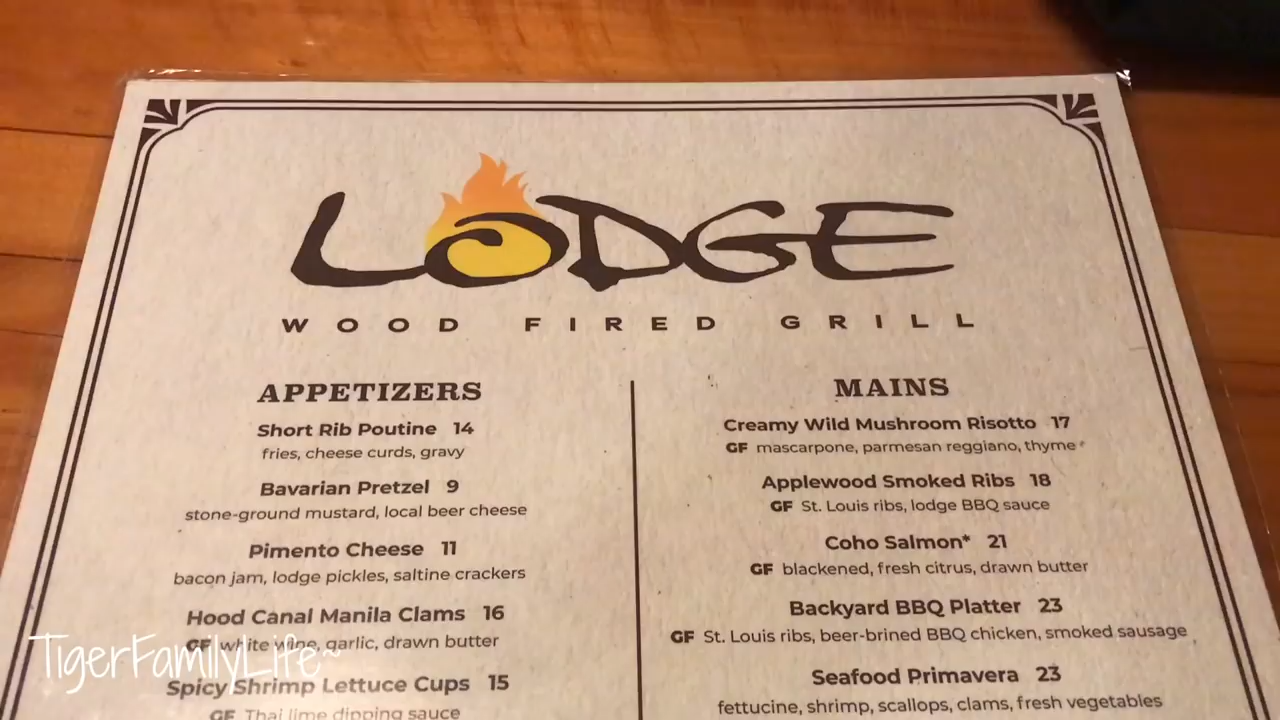 LODGE
WOOD FIRED GRILL
APPETIZERS
Short Rib Poutine 14
fries, cheese curds, gravy
Bavarian Pretzel 9
stone-ground mustard, local beer cheese
Pimento Cheese 11
bacon jam, lodge pickles, saltine crackers
Hood Canal Manila Clams 16
GF white wine, garlic, drawn butter
Spicy Shrimp Lettuce Cups 15
GF Thai lime dipping sauce
MAINS
Creamy Wild Mushroom Risotto 17
GF mascarpone, parmesan reggiano, thyme
Applewood Smoked Ribs 18
GF St. Louis ribs, lodge BBQ sauce
Coho Salmon* 21
GF blackened, fresh citrus, drawn butter
Backyard BBQ Platter 23
GF St. Louis ribs, beer-brined BBQ chicken, smoked sausage
Seafood Primavera 23
fettucine, shrimp, scallops, clams, fresh vegetables
TigerFamilyLife~